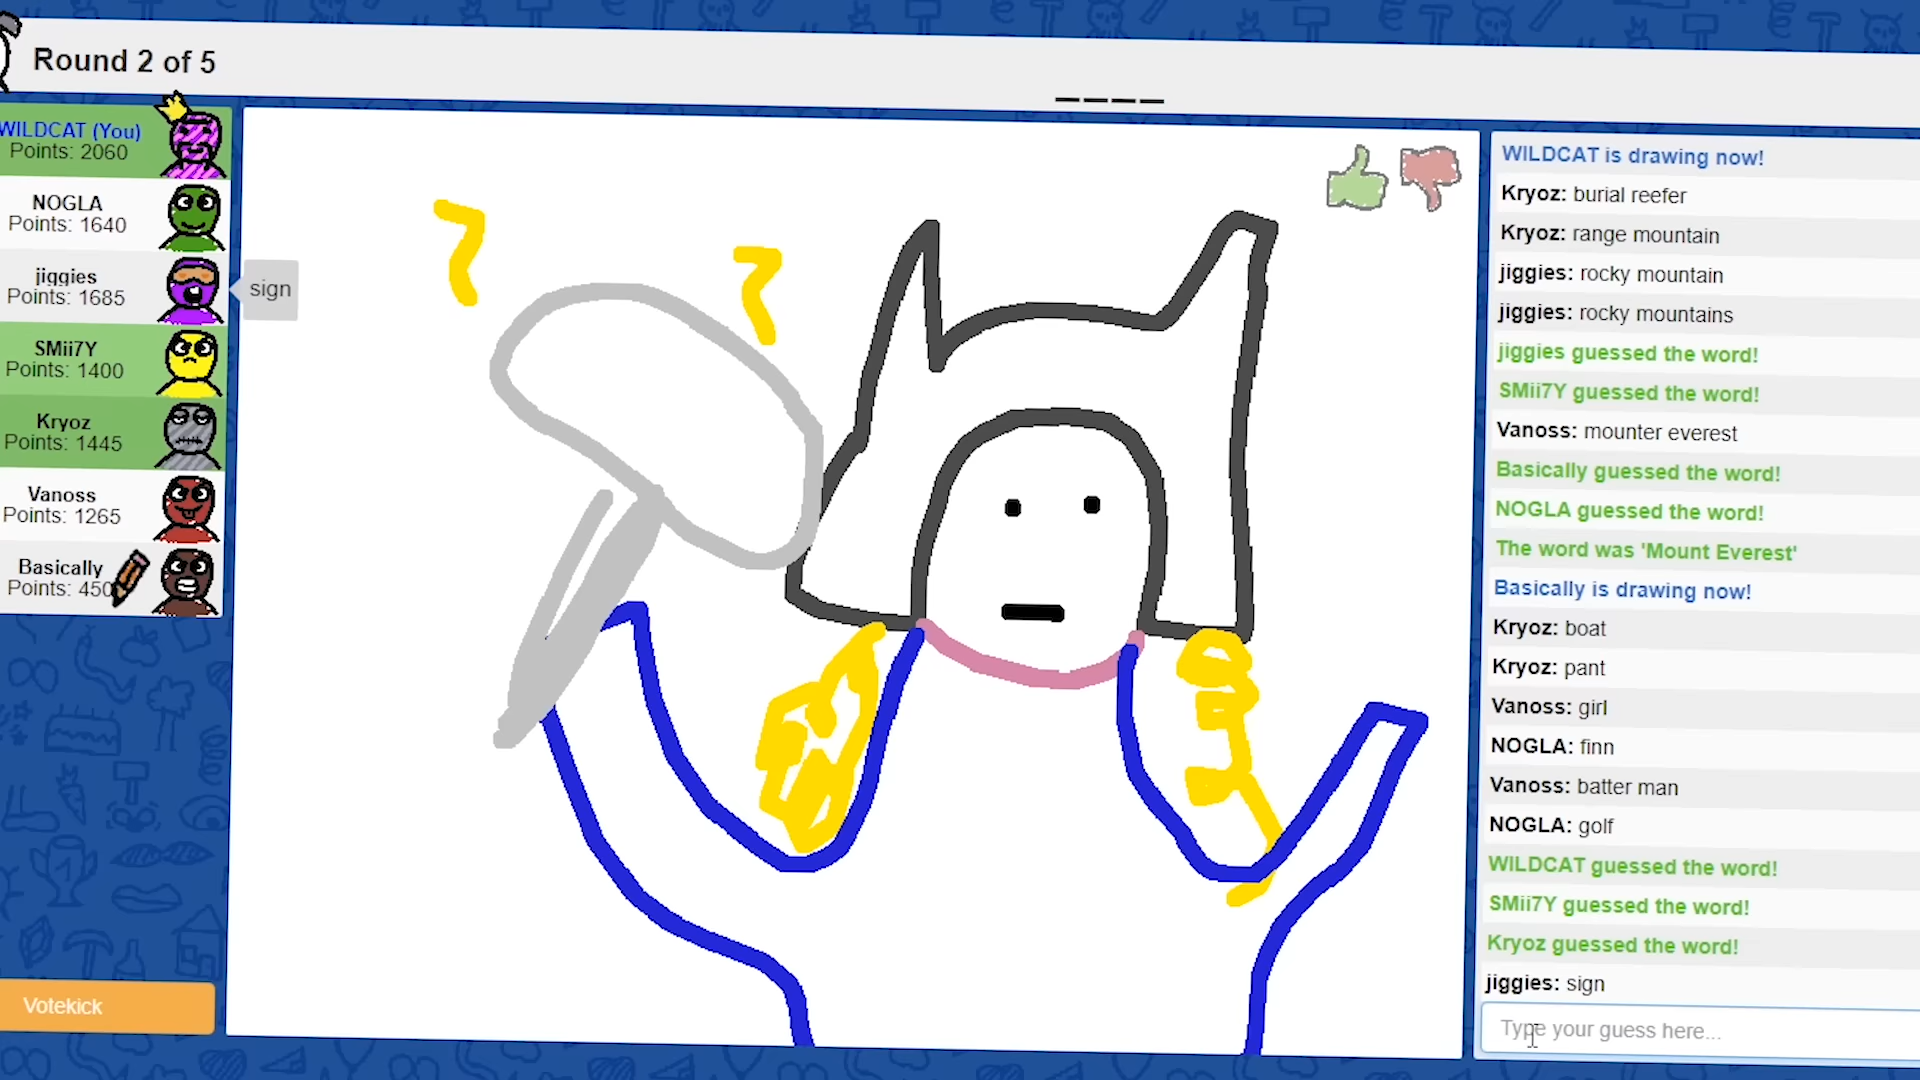 Round 2 of 5
WILDCAT (You)
Points: 2060
NOGLA
Points: 1640
jiggies
Points: 1685
sign
SMii7Y
Points: 1400
Kryoz
Points: 1445
Vanoss
Points: 1265
Basically
Points: 450
Votekick
WILDCAT is drawing now!
Kryoz: burial reefer
Kryoz: range mountain
jiggies: rocky mountain
jiggies: rocky mountains
jiggies guessed the word!
SMii7Y guessed the word!
Vanoss: mounter everest
Basically guessed the word!
NOGLA guessed the word!
The word was 'Mount Everest'
Basically is drawing now!
Kryoz: boat
Kryoz: pant
Vanoss: girl
NOGLA: finn
Vanoss: batter man
NOGLA: golf
WILDCAT guessed the word!
SMii7Y guessed the word!
Kryoz guessed the word!
jiggies: sign
Type your guess here...